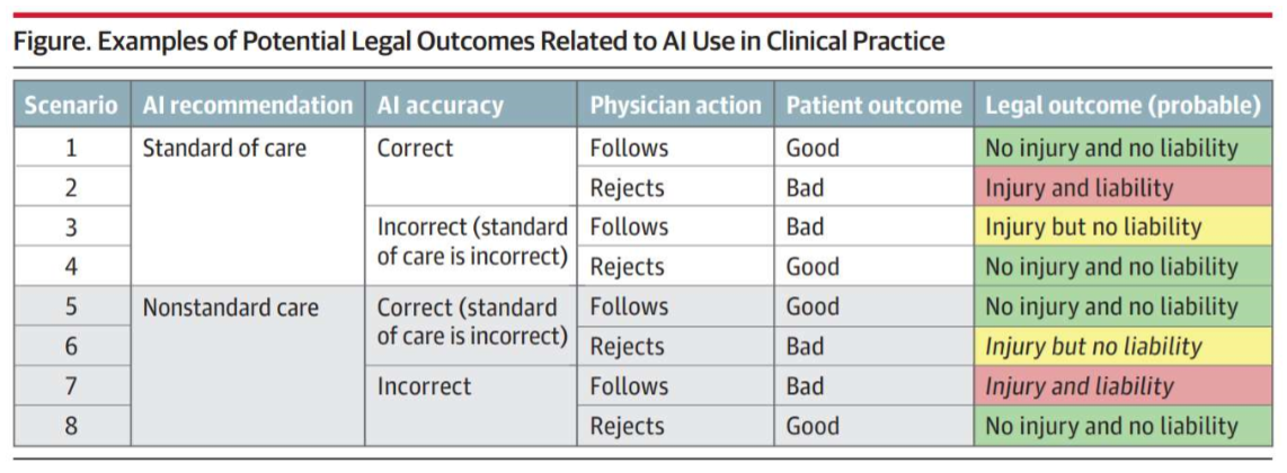 Figure. Examples of Potential Legal Outcomes Related to AI Use in Clinical Practice
Scenario AI recommendation AI accuracy Physician action Patient outcome Legal outcome (probable)
1 Standard of care Correct Follows Good No injury and no liability
2 Rejects Bad Injury and liability
3 Incorrect (standard Follows Bad Injury but no liability
of care is incorrect)
4 Rejects Good No injury and no liability
5 Nonstandard care Correct (standard Follows Good No injury and no liability
of care is incorrect)
6 Rejects Bad Injury but no liability
7 Incorrect Follows Bad Injury and liability
8 Rejects Good No injury and no liability